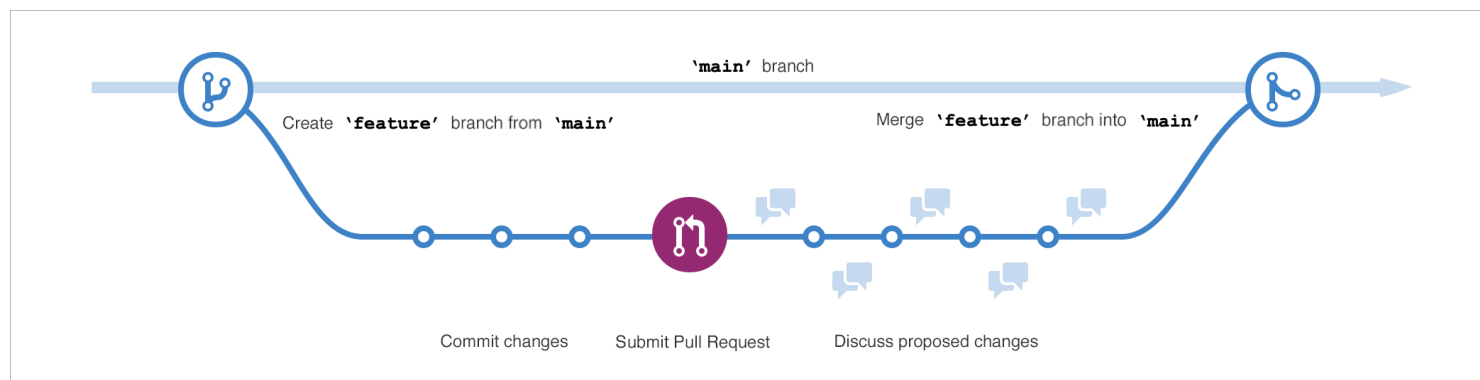 ‘main’ branch
Create ‘feature’ branch from ‘main’
Merge ‘feature’ branch into ‘main’
Commit changes
Submit Pull Request
Discuss proposed changes